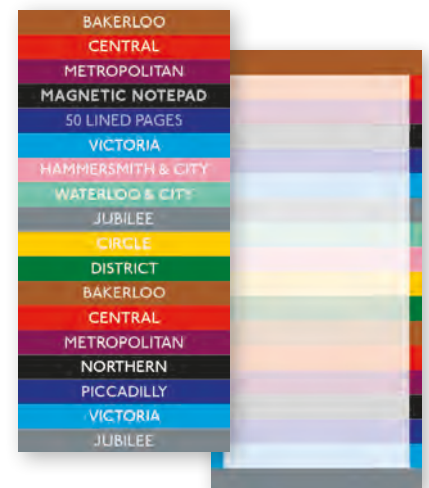 BAKERLOO
CENTRAL
METROPOLITAN
MAGNETIC NOTEPAD
50 LINED PAGES
VICTORIA
HAMMERSMITH & CITY
WATERLOO & CITY
JUBILEE
CIRCLE
DISTRICT
BAKERLOO
CENTRAL
METROPOLITAN
NORTHERN
PICCADILLY
VICTORIA
JUBILEE